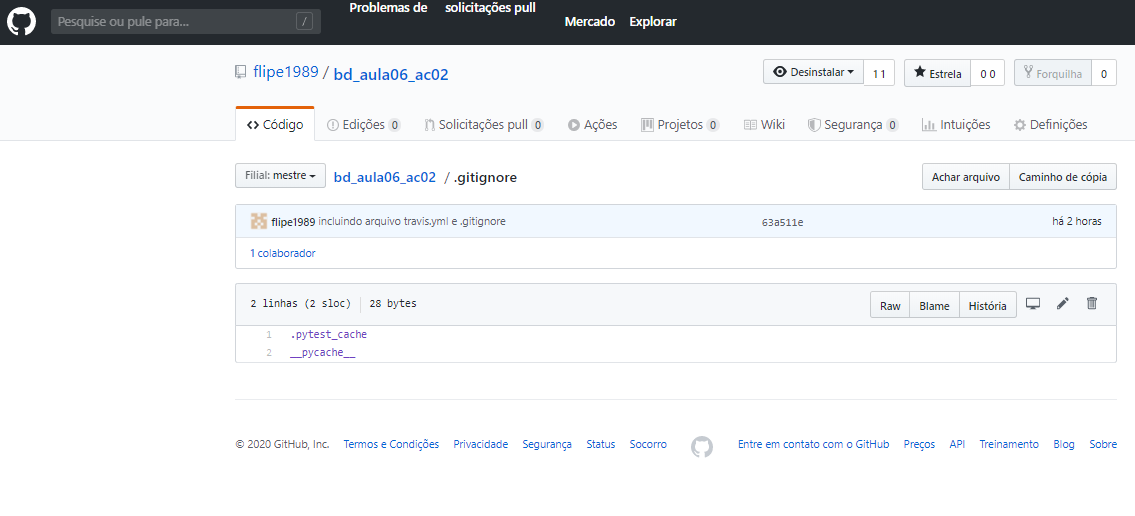 Problemas de solicitações pull
Pesquise ou pule para... /
Mercado Explorar
flipe1989 / bd_aula06_ac02
Desinstalar 1 1 Estrela 0 0 Forquilha 0
Código Edições 0 Solicitações pull 0 Ações Projetos 0 Wiki Segurança 0 Intuições Definições
Filial: mestre bd_aula06_ac02 / .gitignore Achar arquivo Caminho de cópia
flipe1989 incluindo arquivo travis.yml e .gitignore 63a511e há 2 horas
1 colaborador
2 linhas (2 sloc) 28 bytes Raw Blame História
1 .pytest_cache
2 __pycache__
© 2020 GitHub, Inc. Termos e Condições Privacidade Segurança Status Socorro Entre em contato com o GitHub Preços API Treinamento Blog Sobre